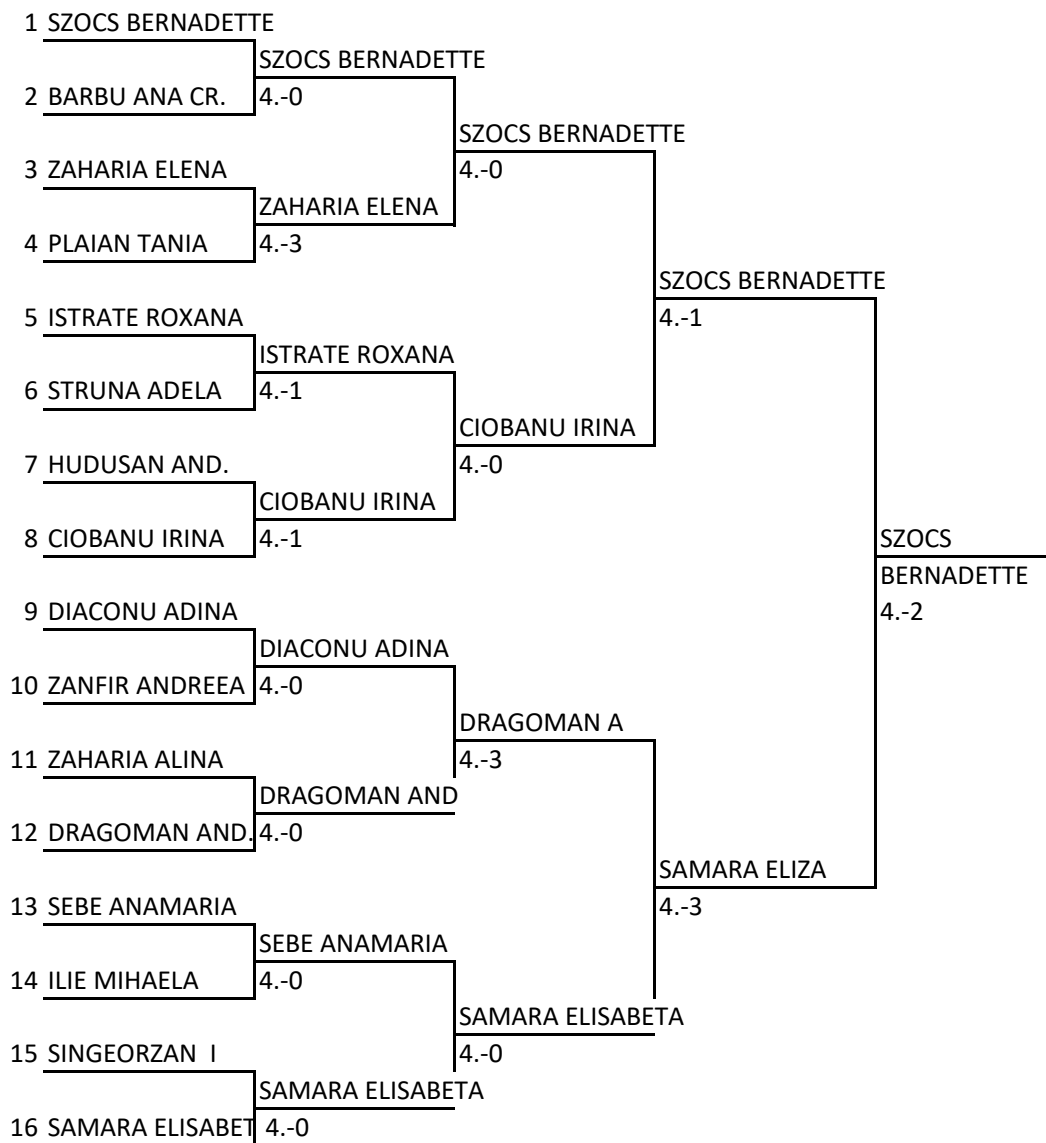 1 SZOCS BERNADETTE
SZOCS BERNADETTE
2 BARBU ANA CR.
4.-0
SZOCS BERNADETTE
3 ZAHARIA ELENA
4.-0
ZAHARIA ELENA
4 PLAIAN TANIA
4.-3
SZOCS BERNADETTE
5 ISTRATE ROXANA
4.-1
ISTRATE ROXANA
6 STRUNA ADELA
4.-1
CIOBANU IRINA
7 HUDUSAN AND.
4.-0
CIOBANU IRINA
8 CIOBANU IRINA
4.-1
SZOCS
BERNADETTE
9 DIACONU ADINA
4.-2
DIACONU ADINA
10 ZANFIR ANDREEA
4.-0
DRAGOMAN A
11 ZAHARIA ALINA
4.-3
DRAGOMAN AND
12 DRAGOMAN AND.
4.-0
SAMARA ELIZA
13 SEBE ANAMARIA
4.-3
SEBE ANAMARIA
14 ILIE MIHAELA
4.-0
SAMARA ELISABETA
15 SINGEORZAN I
4.-0
SAMARA ELISABETA
16 SAMARA ELISABET
4.-0